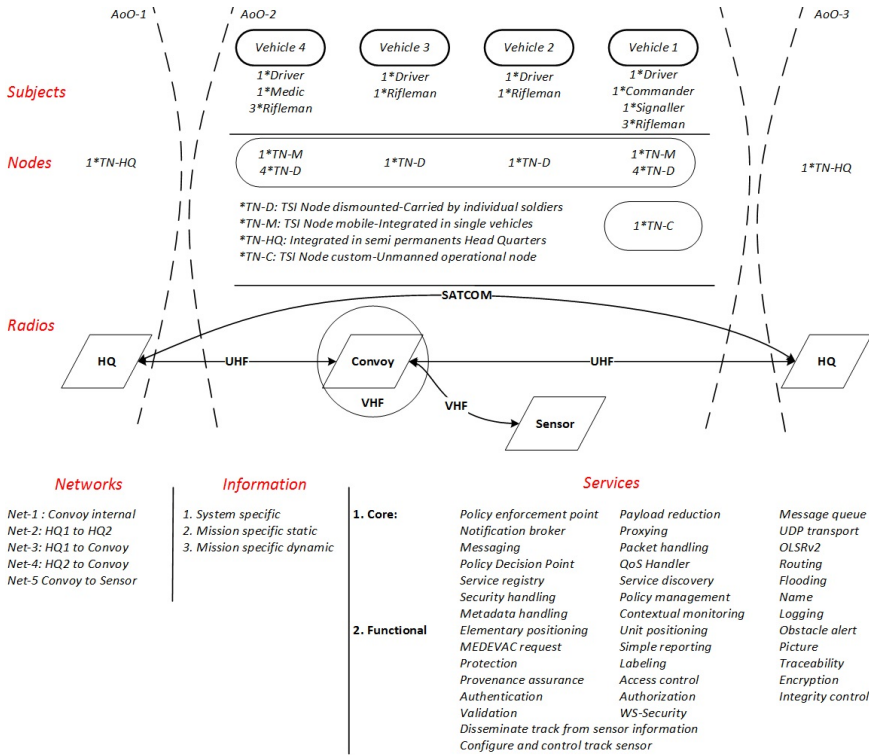 AoO-1
AoO-2
AoO-3
Vehicle 4
Vehicle 3
Vehicle 2
Vehicle 1
Subjects
1*Driver
1*Medic
3*Rifleman
1*Driver
1*Rifleman
1*Driver
1*Rifleman
1*Driver
1*Commander
1*Signaller
3*Rifleman
Nodes
1*TN-HQ
1*TN-M
4*TN-D
1*TN-D
1*TN-D
1*TN-M
4*TN-D
1*TN-HQ
*TN-D: TSI Node dismounted-Carried by individual soldiers
*TN-M: TSI Node mobile-Integrated in single vehicles
*TN-HQ: Integrated in semi permanents Head Quarters
*TN-C: TSI Node custom-Unmanned operational node
1*TN-C
Radios
SATCOM
HQ
UHF
Convoy
UHF
HQ
VHF
VHF
Sensor
Networks
Net-1 : Convoy internal
Net-2: HQ1 to HQ2
Net-3: HQ1 to Convoy
Net-4: HQ2 to Convoy
Net-5 Convoy to Sensor
Information
1. System specific
2. Mission specific static
3. Mission specific dynamic
Services
1. Core: Policy enforcement point Payload reduction Message queue
Notification broker Proxying UDP transport
Messaging Packet handling OLSRv2
Policy Decision Point QoS Handler Routing
Service registry Service discovery Flooding
Security handling Policy management Name
Metadata handling Contextual monitoring Logging
2. Functional Elementary positioning Unit positioning Obstacle alert
MEDEVAC request Simple reporting Picture
Protection Labeling Traceability
Provenance assurance Access control Encryption
Authentication Authorization Integrity control
Validation WS-Security
Disseminate track from sensor information
Configure and control track sensor